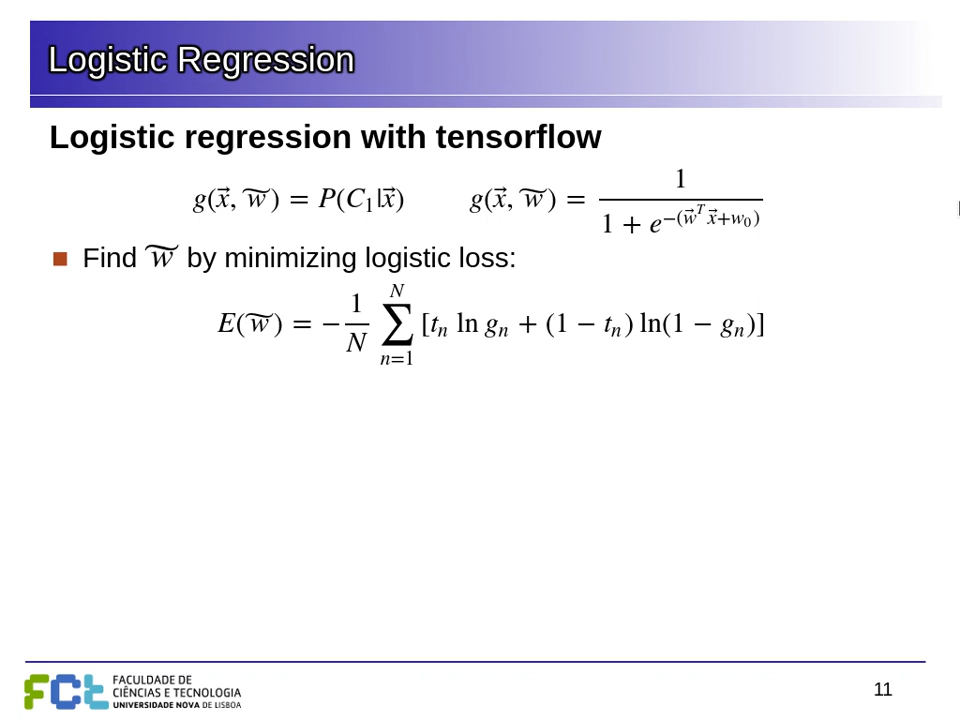 Logistic Regression
Logistic regression with tensorflow
g(x⃗, w̃) = P(C₁|x⃗) g(x⃗, w̃) = 1 / (1 + e^−(w⃗ᵀx⃗+w₀))
■ Find w̃ by minimizing logistic loss:
E(w̃) = −1/N ∑_{n=1}^{N} [tₙ ln gₙ + (1 − tₙ) ln(1 − gₙ)]
FCt
FACULDADE DE
CIÊNCIAS E TECNOLOGIA
UNIVERSIDADE NOVA DE LISBOA
11